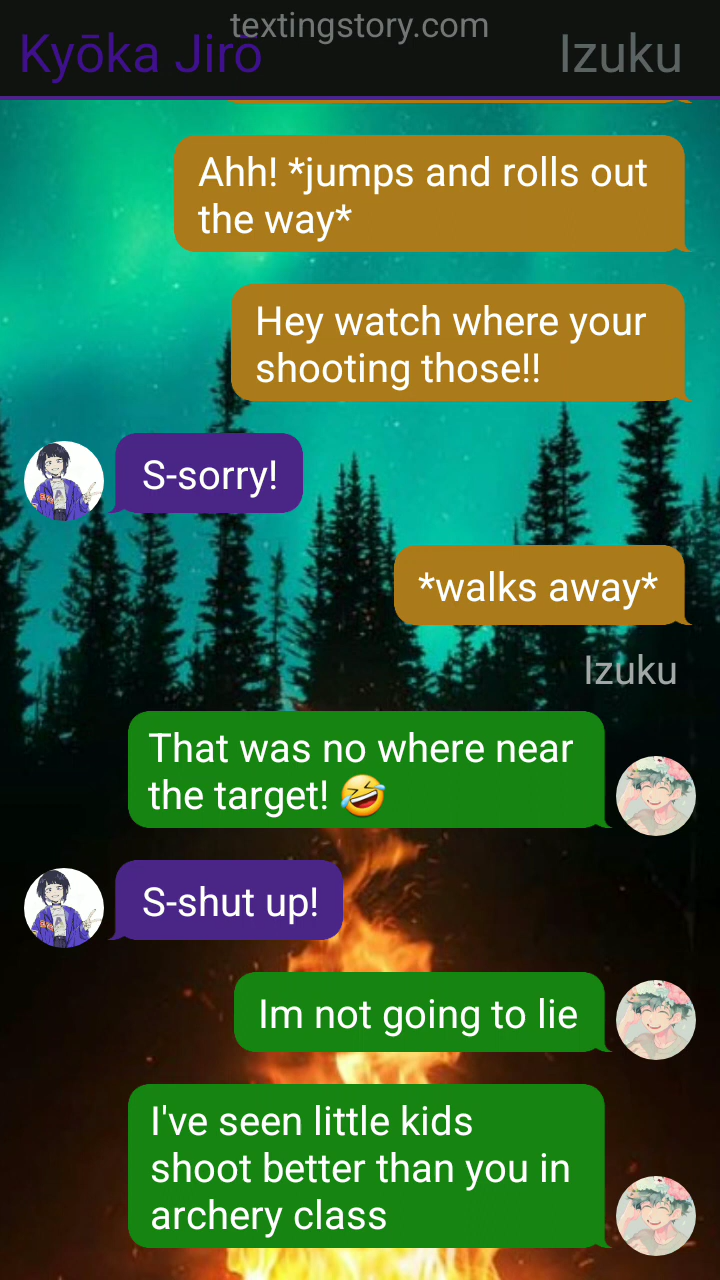 textingstory.com
Kyōka Jirō
Izuku
Ahh! *jumps and rolls out
the way*
Hey watch where your
shooting those!!
S-sorry!
*walks away*
Izuku
That was no where near
the target! 🤣
S-shut up!
Im not going to lie
I've seen little kids
shoot better than you in
archery class